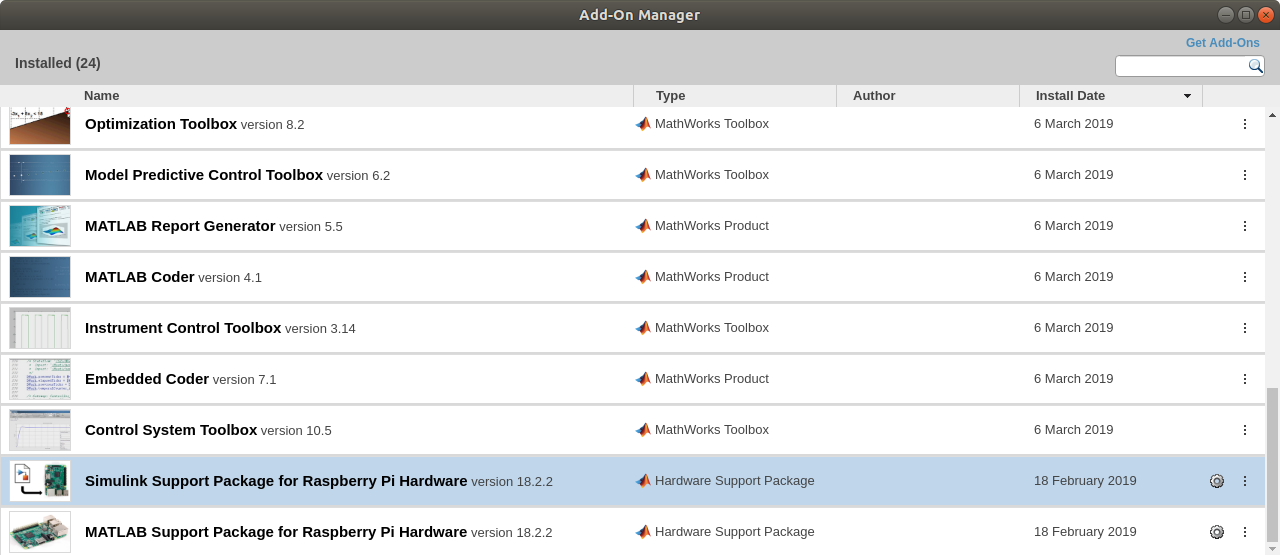 Add-On Manager
Get Add-Ons
Installed (24)
Name Type Author Install Date
Optimization Toolbox version 8.2 MathWorks Toolbox 6 March 2019
Model Predictive Control Toolbox version 6.2 MathWorks Toolbox 6 March 2019
MATLAB Report Generator version 5.5 MathWorks Product 6 March 2019
MATLAB Coder version 4.1 MathWorks Product 6 March 2019
Instrument Control Toolbox version 3.14 MathWorks Toolbox 6 March 2019
Embedded Coder version 7.1 MathWorks Product 6 March 2019
Control System Toolbox version 10.5 MathWorks Toolbox 6 March 2019
Simulink Support Package for Raspberry Pi Hardware version 18.2.2 Hardware Support Package 18 February 2019
MATLAB Support Package for Raspberry Pi Hardware version 18.2.2 Hardware Support Package 18 February 2019